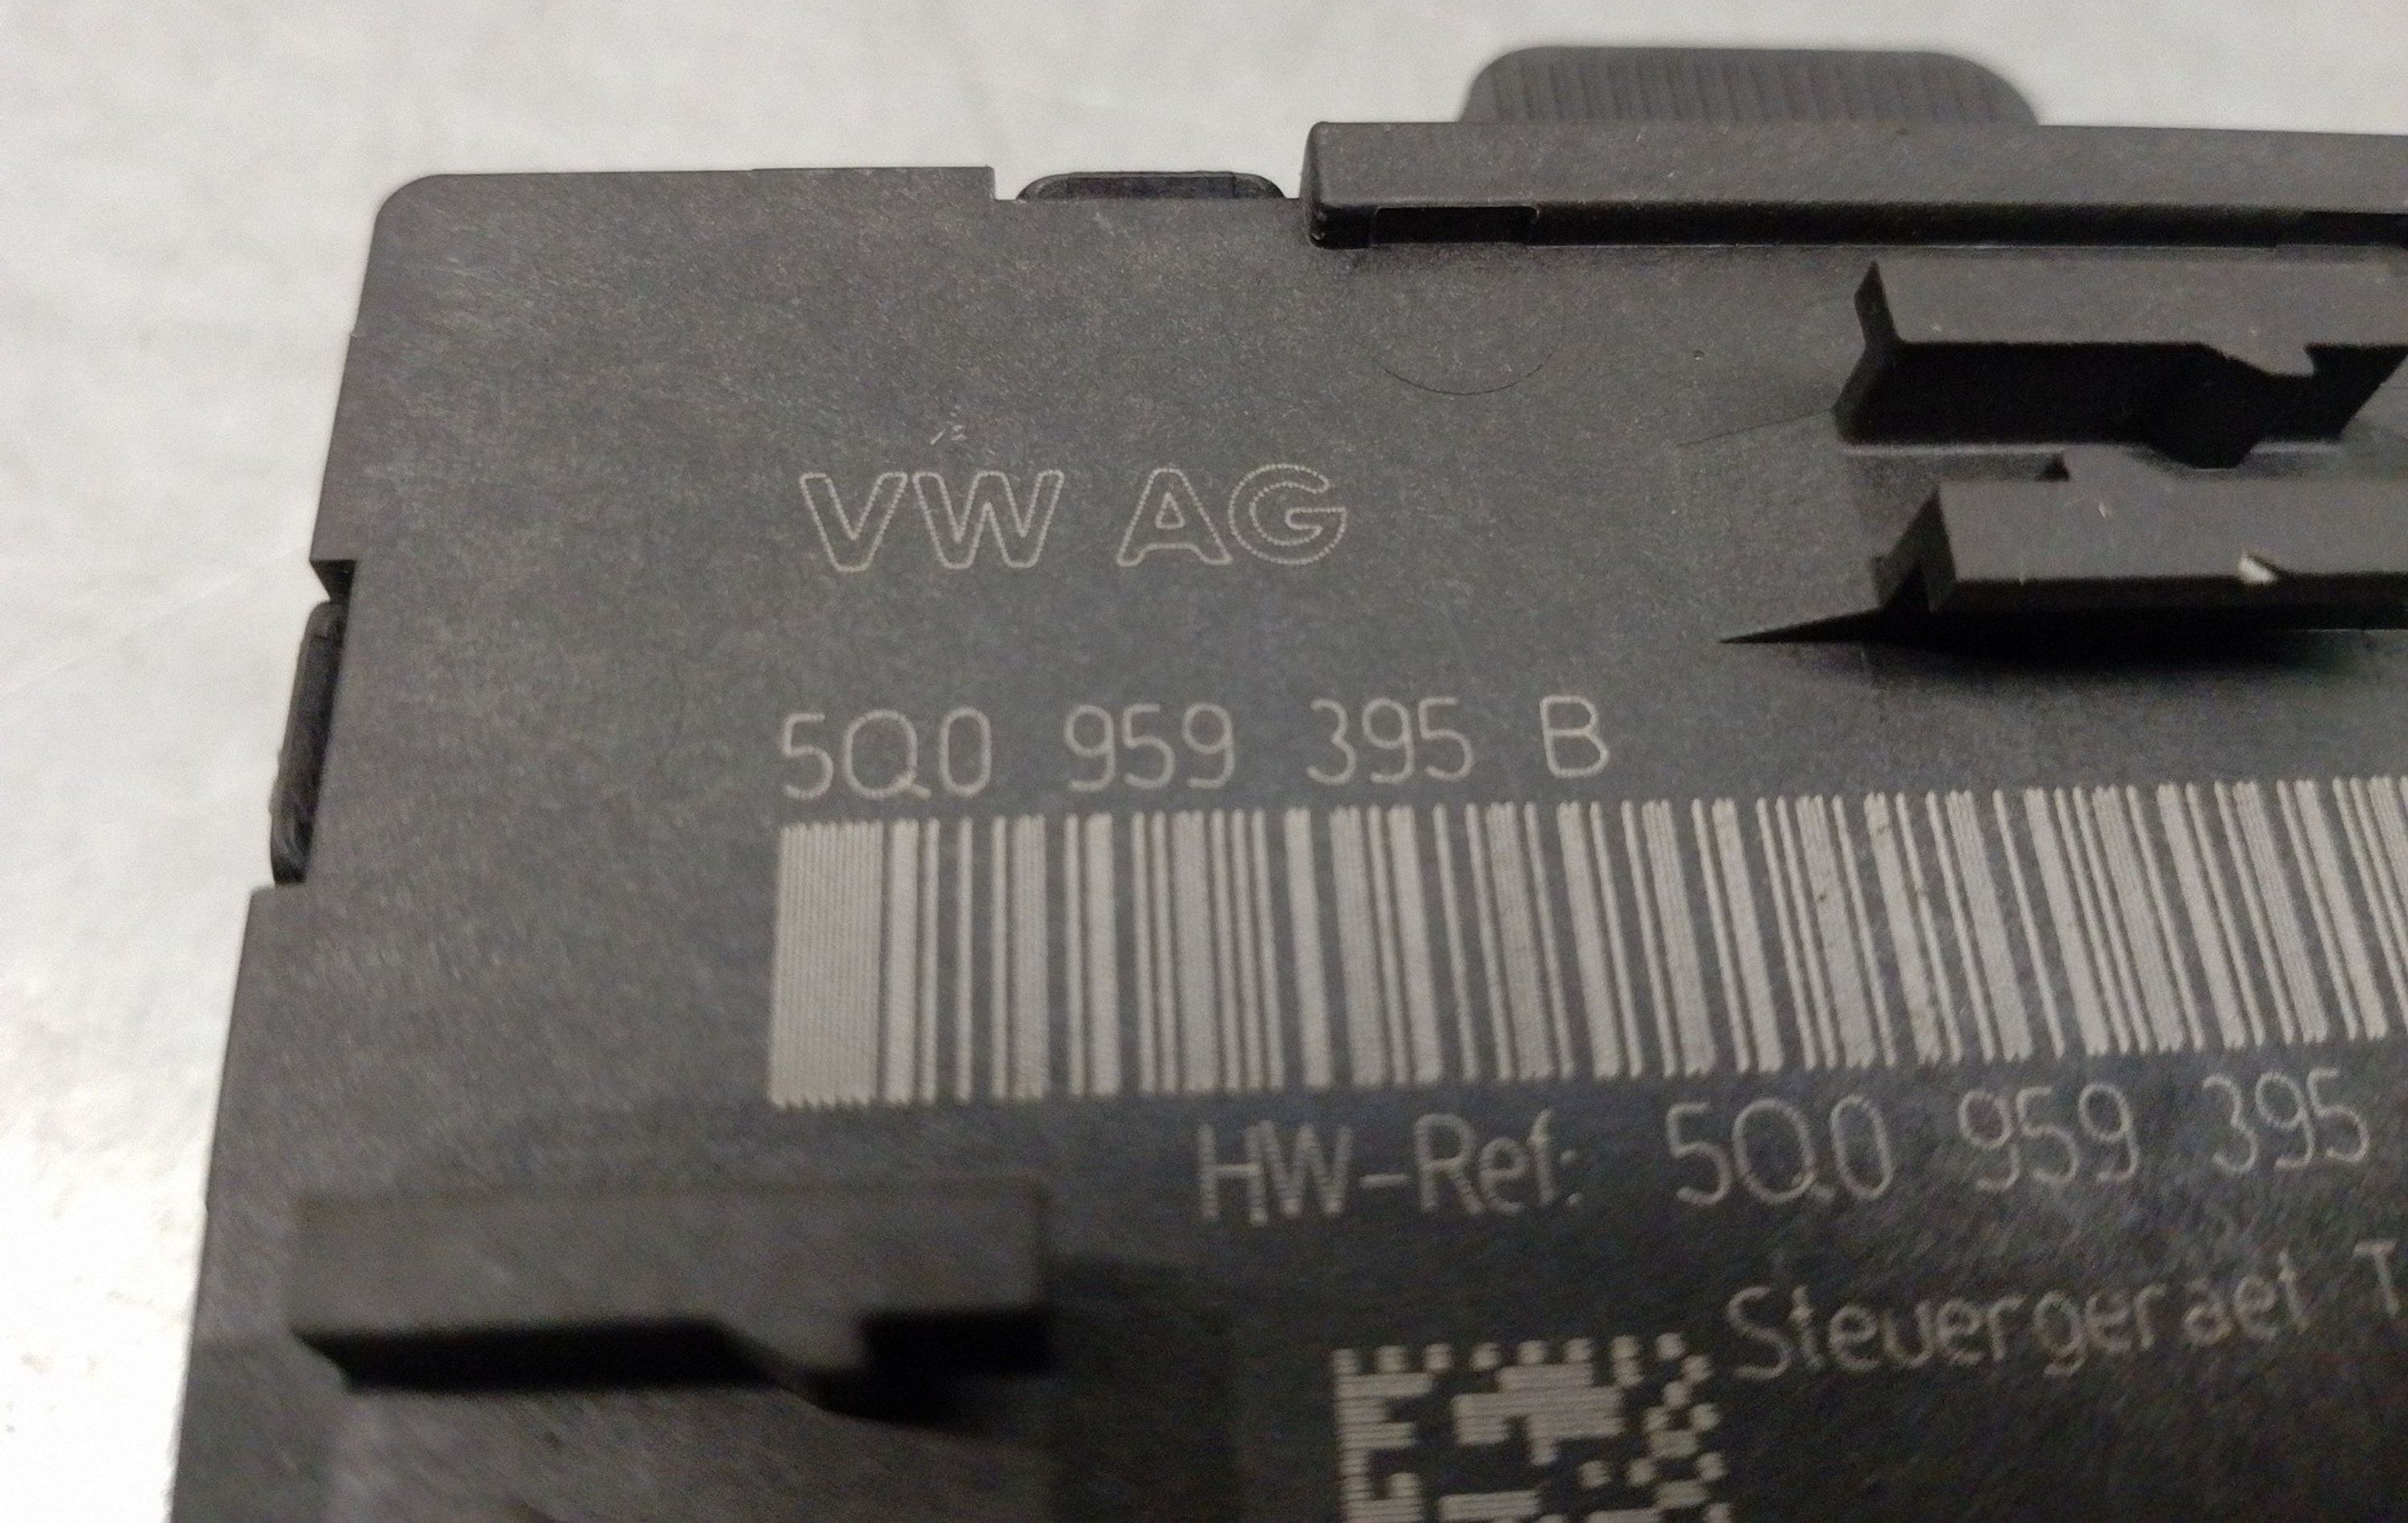 VW AG
5Q0 959 395 B
HW-Ref: 5Q0 959 395
Steuergeraet T